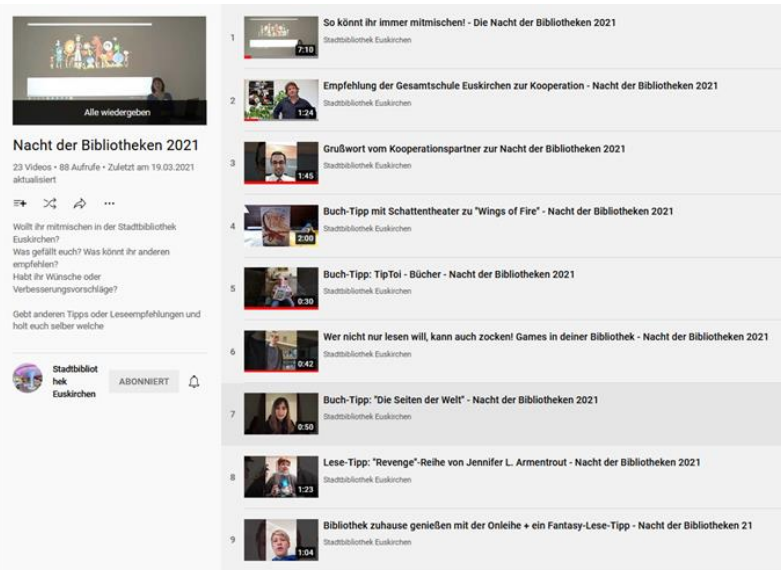 Alle wiedergeben
Nacht der Bibliotheken 2021
23 Videos • 88 Aufrufe • Zuletzt am 19.03.2021
aktualisiert
Wollt ihr mitmischen in der Stadtbibliothek
Euskirchen?
Was gefällt euch? Was könnt ihr anderen
empfehlen?
Habt ihr Wünsche oder
Verbesserungsvorschläge?
Gebt anderen Tipps oder Leseempfehlungen und
holt euch selber welche
Stadtbibliot
hek
Euskirchen
ABONNIERT
1
7:10
So könnt ihr immer mitmischen! - Die Nacht der Bibliotheken 2021
Stadtbibliothek Euskirchen
2
1:24
Empfehlung der Gesamtschule Euskirchen zur Kooperation - Nacht der Bibliotheken 2021
Stadtbibliothek Euskirchen
3
1:45
Grußwort vom Kooperationspartner zur Nacht der Bibliotheken 2021
Stadtbibliothek Euskirchen
4
2:00
Buch-Tipp mit Schattentheater zu "Wings of Fire" - Nacht der Bibliotheken 2021
Stadtbibliothek Euskirchen
5
0:30
Buch-Tipp: TipToi - Bücher - Nacht der Bibliotheken 2021
Stadtbibliothek Euskirchen
6
0:42
Wer nicht nur lesen will, kann auch zocken! Games in deiner Bibliothek - Nacht der Bibliotheken 2021
Stadtbibliothek Euskirchen
7
0:50
Buch-Tipp: "Die Seiten der Welt" - Nacht der Bibliotheken 2021
Stadtbibliothek Euskirchen
8
1:23
Lese-Tipp: "Revenge"-Reihe von Jennifer L. Armentrout - Nacht der Bibliotheken 2021
Stadtbibliothek Euskirchen
9
1:04
Bibliothek zuhause genießen mit der Onleihe + ein Fantasy-Lese-Tipp - Nacht der Bibliotheken 21
Stadtbibliothek Euskirchen